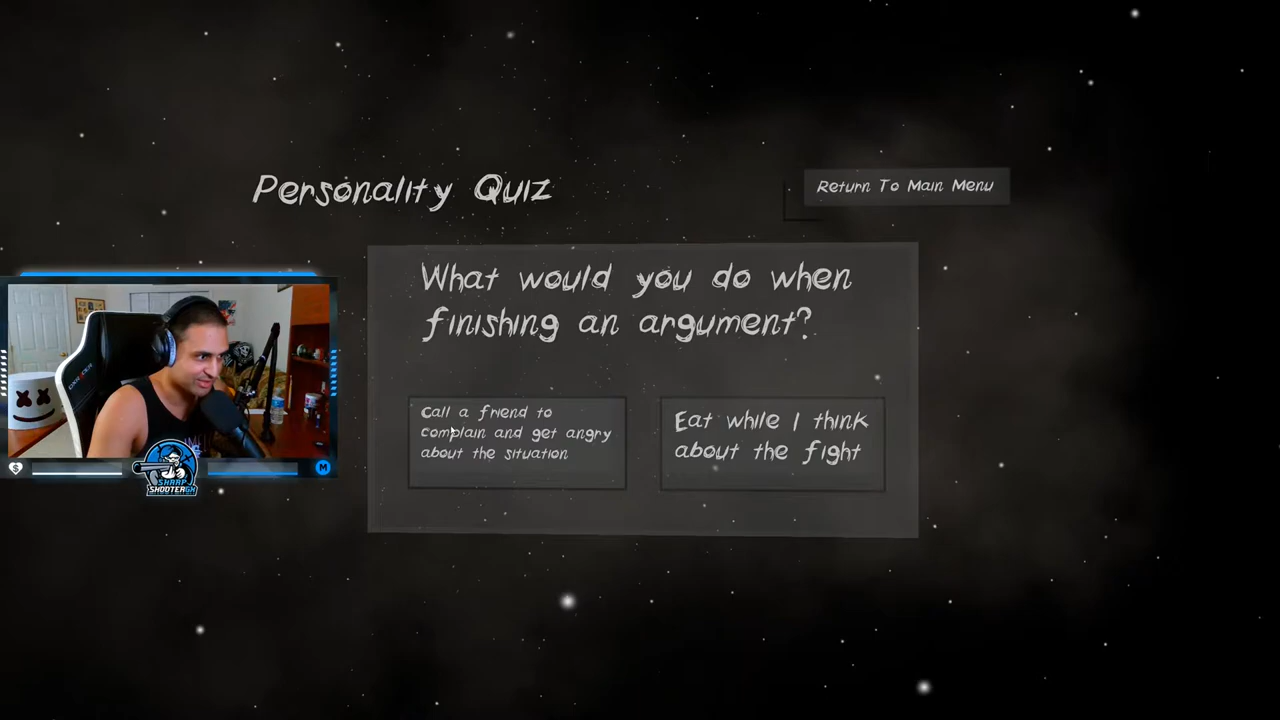 Personality Quiz
Return To Main Menu
What would you do when
finishing an argument?
Call a friend to
complain and get angry
about the situation
Eat while I think
about the fight
SHARP
SHOOTERGX
M